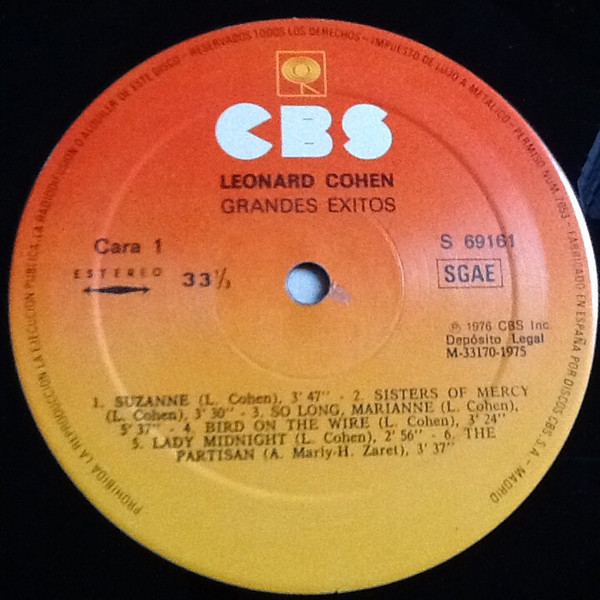 PROHIBIDA LA REPRODUCCION, LA EJECUCION PUBLICA, LA RADIODIFUSION O ALQUILER DE ESTE DISCO - RESERVADOS TODOS LOS DERECHOS - IMPUESTO DE LUJO A METALICO - PERMISO NUM. 7653 - FABRICADO EN ESPAÑA POR DISCOS CBS, S.A. - MADRID
CBS
LEONARD COHEN
GRANDES EXITOS
Cara 1
S 69161
ESTEREO
33⅓
SGAE
℗ 1976 CBS Inc
Depósito Legal
M-33170-1975
1. SUZANNE (L. Cohen), 3' 47" - 2. SISTERS OF MERCY
(L. Cohen), 3' 30" - 3. SO LONG, MARIANNE (L. Cohen),
5' 37" - 4. BIRD ON THE WIRE (L. Cohen), 3' 24"
5. LADY MIDNIGHT (L. Cohen), 2' 56" - 6. THE
PARTISAN (A. Marly-H. Zaret), 3' 37"